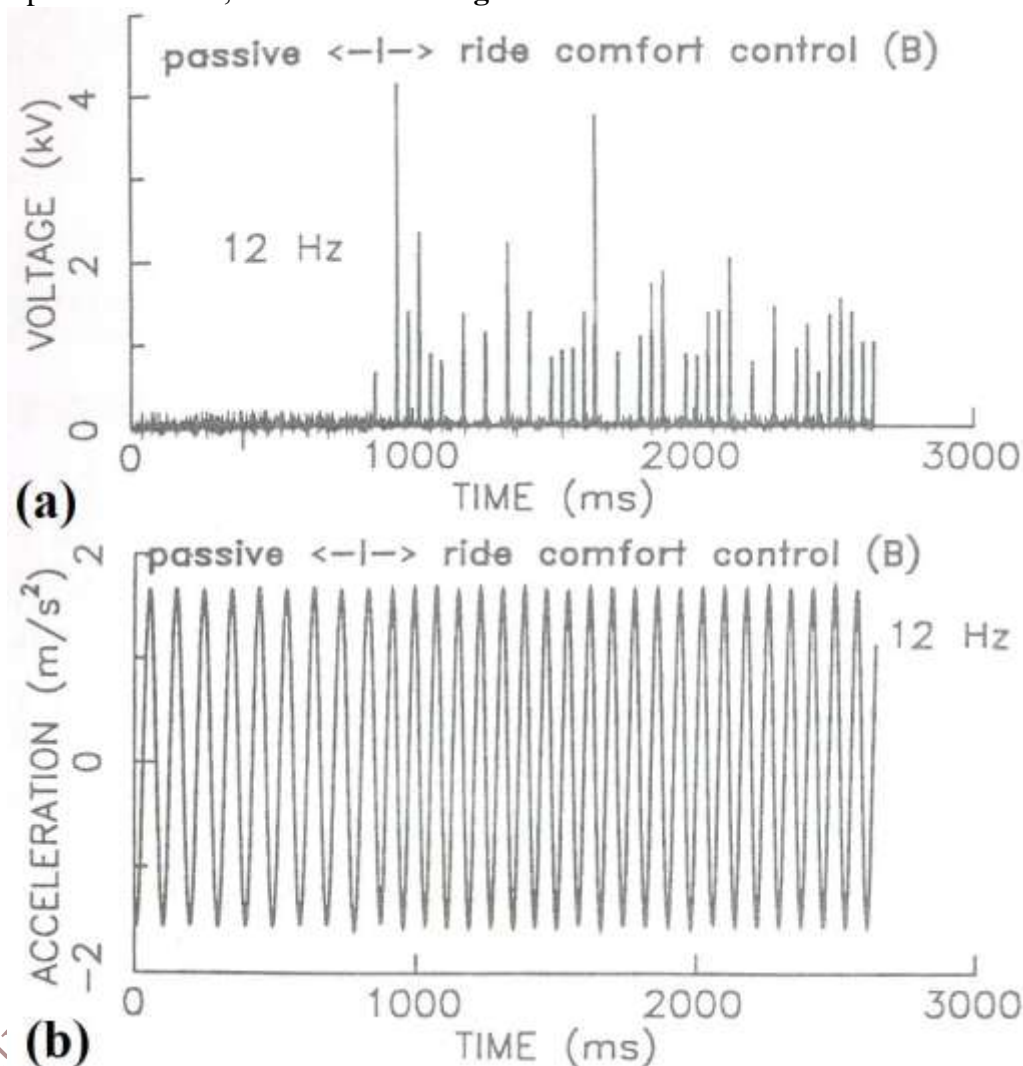 passive <-|-> ride comfort control (B)
VOLTAGE (kV)
4
2
0
12 Hz
0 1000 2000 3000
TIME (ms)
(a)
passive <-|-> ride comfort control (B)
ACCELERATION (m/s²)
2
0
-2
12 Hz
0 1000 2000 3000
TIME (ms)
(b)